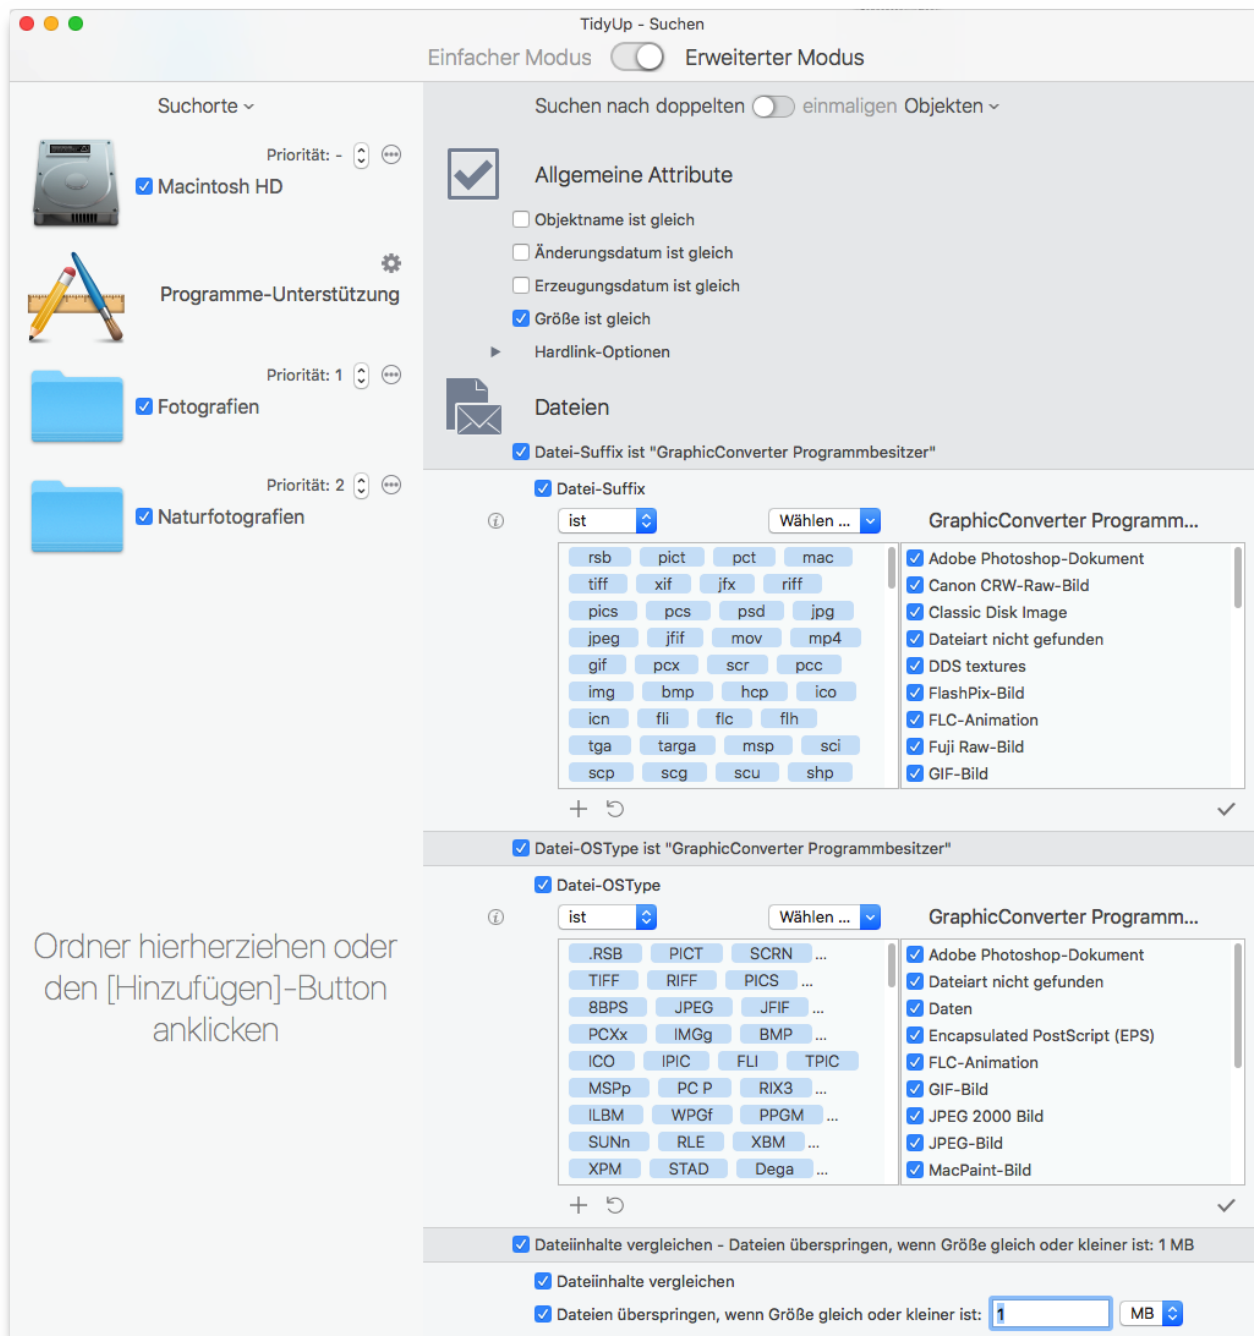 TidyUp - Suchen
Einfacher Modus Erweiterter Modus
Suchorte
Priorität: -
Macintosh HD
Programme-Unterstützung
Priorität: 1
Fotografien
Priorität: 2
Naturfotografien
Ordner hierherziehen oder
den [Hinzufügen]-Button
anklicken
Suchen nach doppelten einmaligen Objekten
Allgemeine Attribute
Objektname ist gleich
Änderungsdatum ist gleich
Erzeugungsdatum ist gleich
Größe ist gleich
Hardlink-Optionen
Dateien
Datei-Suffix ist "GraphicConverter Programmbesitzer"
Datei-Suffix
ist Wählen ... GraphicConverter Programm...
rsb pict pct mac
tiff xif jfx riff
pics pcs psd jpg
jpeg jfif mov mp4
gif pcx scr pcc
img bmp hcp ico
icn fli flc flh
tga targa msp sci
scp scg scu shp
Adobe Photoshop-Dokument
Canon CRW-Raw-Bild
Classic Disk Image
Dateiart nicht gefunden
DDS textures
FlashPix-Bild
FLC-Animation
Fuji Raw-Bild
GIF-Bild
Datei-OSType ist "GraphicConverter Programmbesitzer"
Datei-OSType
ist Wählen ... GraphicConverter Programm...
.RSB PICT SCRN ...
TIFF RIFF PICS ...
8BPS JPEG JFIF ...
PCXx IMGg BMP ...
ICO IPIC FLI TPIC
MSPp PC P RIX3 ...
ILBM WPGf PPGM ...
SUNn RLE XBM ...
XPM STAD Dega ...
Adobe Photoshop-Dokument
Dateiart nicht gefunden
Daten
Encapsulated PostScript (EPS)
FLC-Animation
GIF-Bild
JPEG 2000 Bild
JPEG-Bild
MacPaint-Bild
Dateiinhalte vergleichen - Dateien überspringen, wenn Größe gleich oder kleiner ist: 1 MB
Dateiinhalte vergleichen
Dateien überspringen, wenn Größe gleich oder kleiner ist: 1 MB